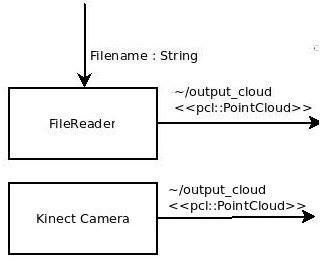 Filename : String
~/output_cloud
<<pcl::PointCloud>>
FileReader
~/output_cloud
<<pcl::PointCloud>>
Kinect Camera